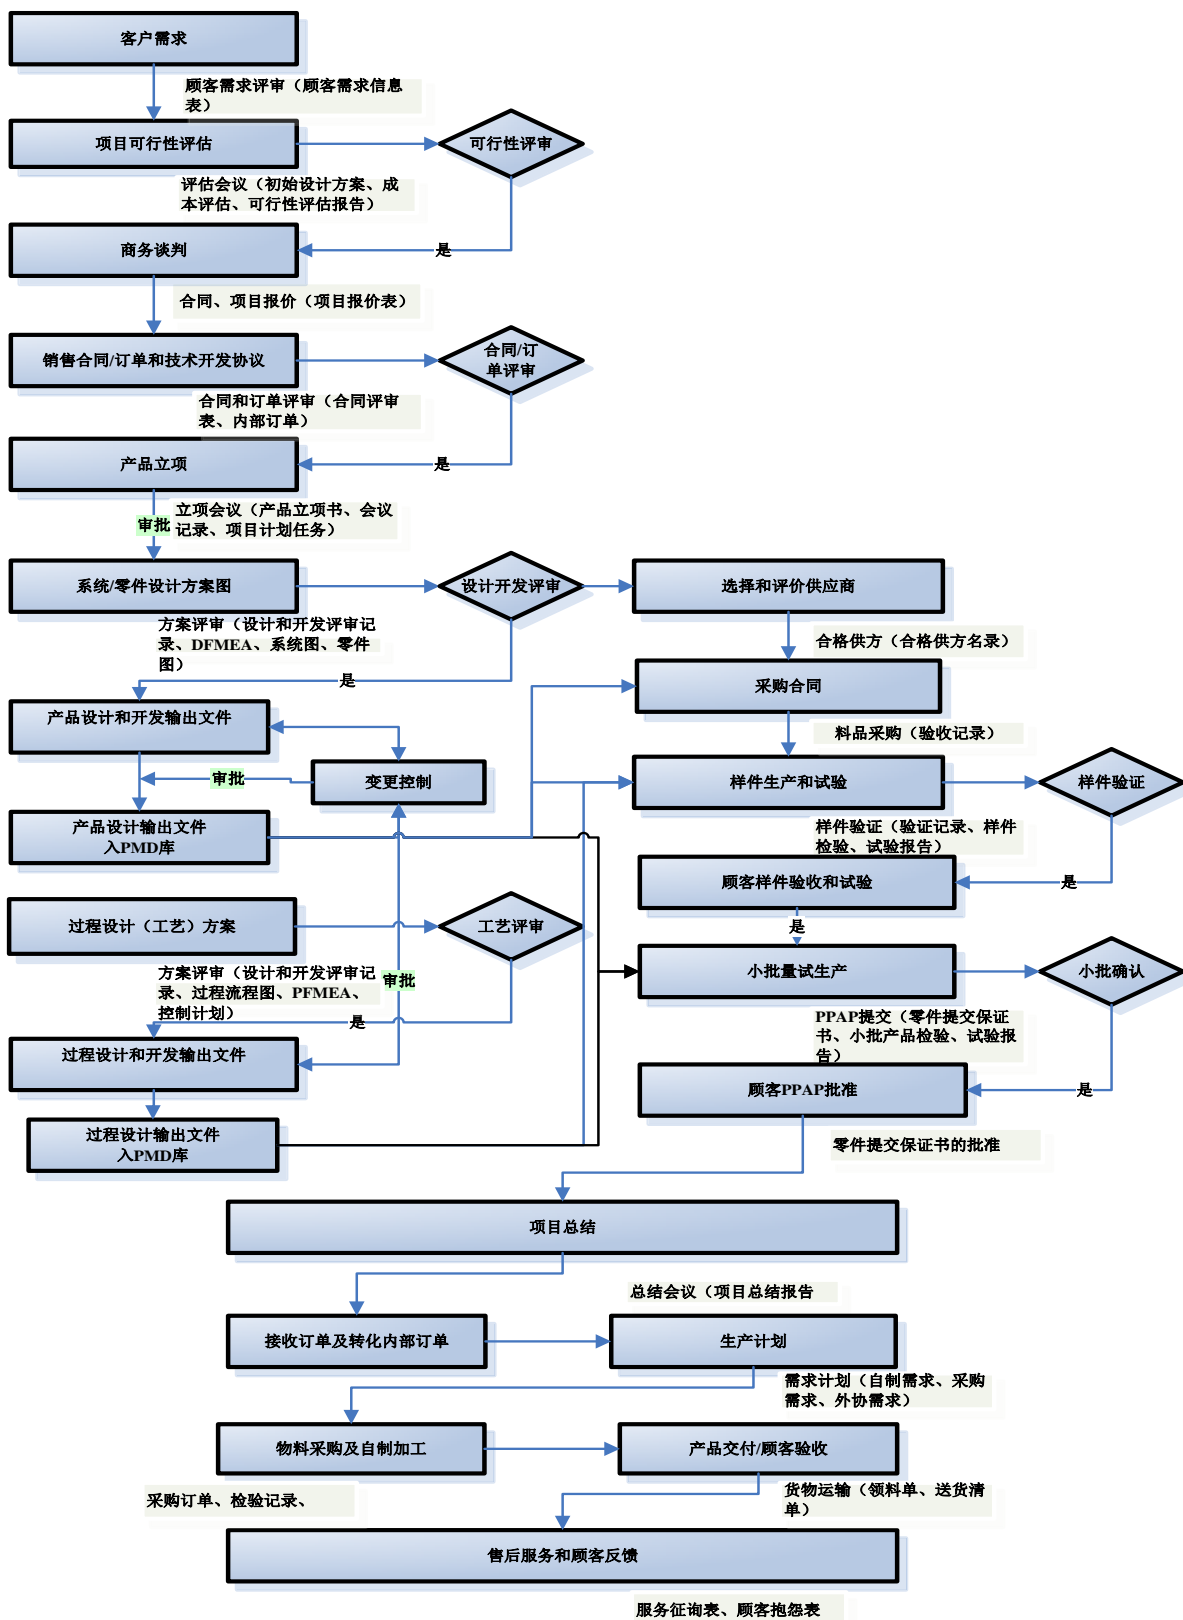 客户需求
顾客需求评审（顾客需求信息
表）
项目可行性评估
可行性评审
评估会议（初始设计方案、成
本评估、可行性评估报告）
商务谈判
是
合同、项目报价（项目报价表）
销售合同/订单和技术开发协议
合同/订
单评审
合同和订单评审（合同评审
表、内部订单）
产品立项
是
审批
立项会议（产品立项书、会议
记录、项目计划任务）
系统/零件设计方案图
设计开发评审
选择和评价供应商
方案评审（设计和开发评审记
录、DFMEA、系统图、零件
图）
合格供方（合格供方名录）
是
采购合同
产品设计和开发输出文件
料品采购（验收记录）
审批
变更控制
样件生产和试验
样件验证
产品设计输出文件
入PMD库
样件验证（验证记录、样件
检验、试验报告）
顾客样件验收和试验
是
过程设计（工艺）方案
工艺评审
是
方案评审（设计和开发评审记
录、过程流程图、PFMEA、
控制计划）
审批
小批量试生产
小批确认
是
PPAP提交（零件提交保证
书、小批产品检验、试验报
告）
过程设计和开发输出文件
顾客PPAP批准
是
过程设计输出文件
入PMD库
零件提交保证书的批准
项目总结
总结会议（项目总结报告
接收订单及转化内部订单
生产计划
需求计划（自制需求、采购
需求、外协需求）
物料采购及自制加工
产品交付/顾客验收
采购订单、检验记录、
货物运输（领料单、送货清
单）
售后服务和顾客反馈
服务征询表、顾客抱怨表